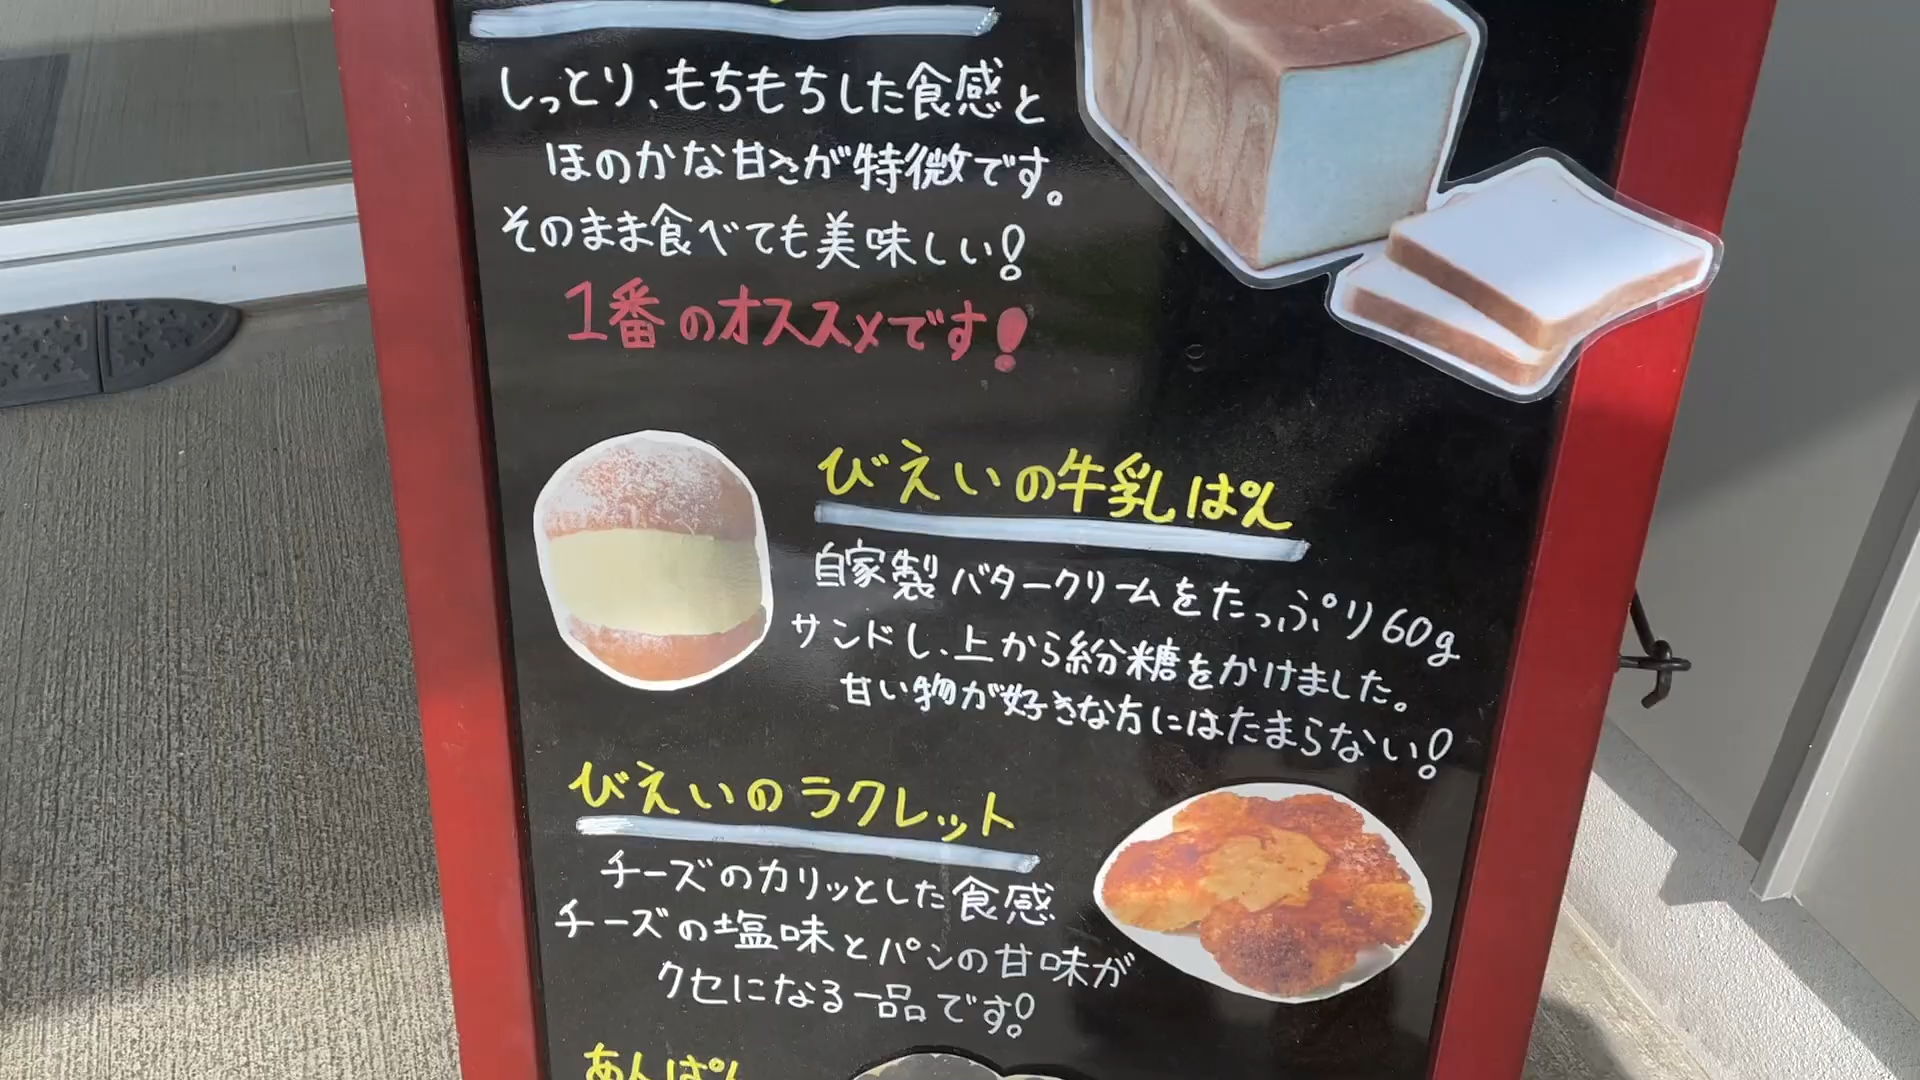 しっとり、もちもちした食感と
ほのかな甘さが特徴です。
そのまま食べても美味しい!
1番のオススメです!
びえいの牛乳ぱん
自家製バタークリームをたっぷり60g
サンドし、上から粉糖をかけました。
甘い物が好きな方にはたまらない!
びえいのラクレット
チーズのカリッとした食感
チーズの塩味とパンの甘味が
クセになる一品です!
あんぱん